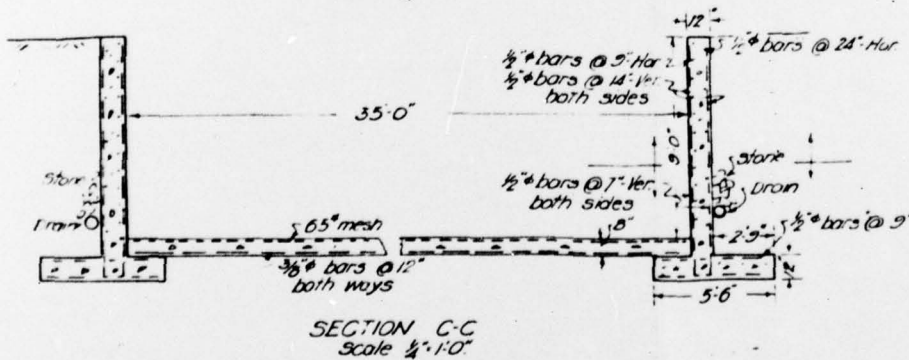 12"
½"ϕ bars @ 24"-Hor.
½"ϕ bars @ 9"-Hor.
½"ϕ bars @ 14"-Ver.
both sides
35'-0"
9'-0"
Stone
Stone
½"ϕ bars @ 7"-Ver.
both sides
Drain
Drain
65# mesh
8"
2'-9"
½"ϕ bars @ 9"
⅜"ϕ bars @ 12"
both ways
12"
5'-6"
SECTION C-C
Scale ¼"=1'-0"